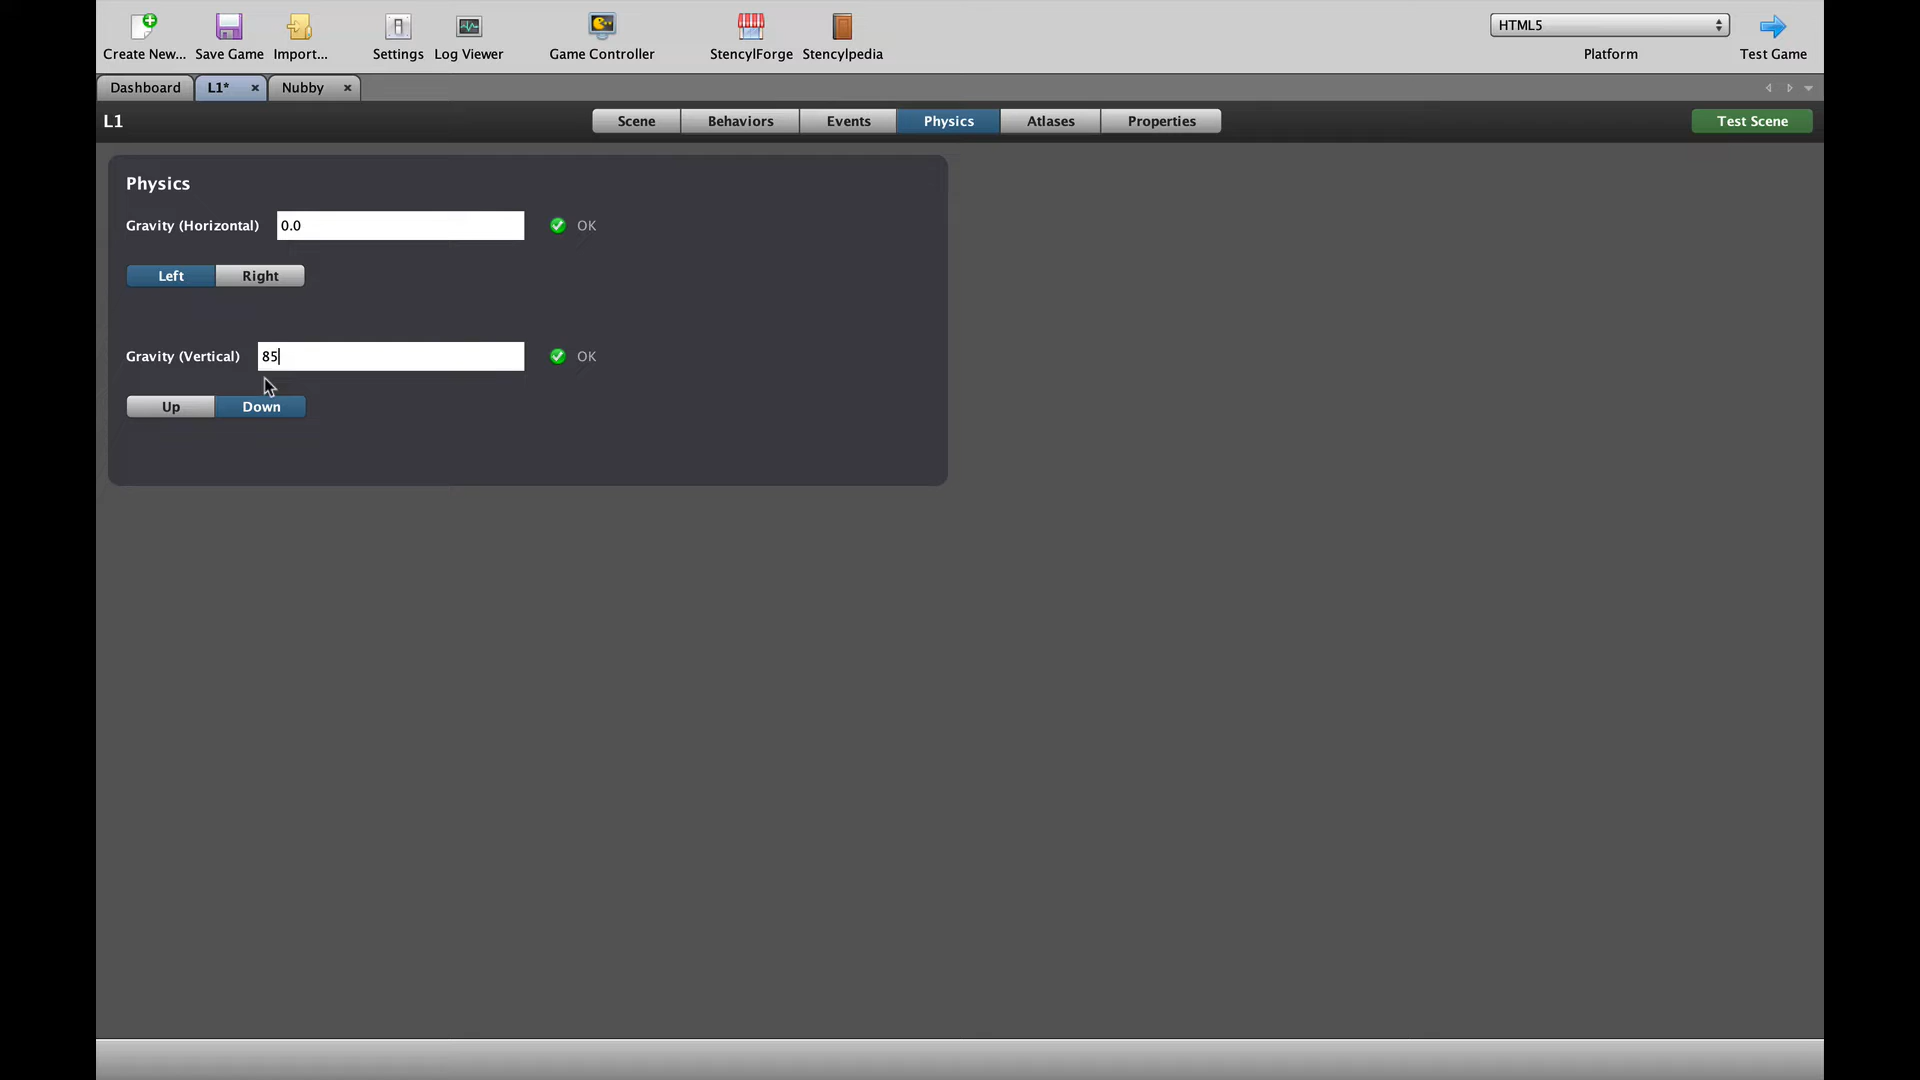 Create New... Save Game Import... Settings Log Viewer Game Controller StencylForge Stencylpedia HTML5 Platform Test Game
Dashboard L1* Nubby
L1 Scene Behaviors Events Physics Atlases Properties Test Scene
Physics
Gravity (Horizontal) 0.0 OK
Left Right
Gravity (Vertical) 85 OK
Up Down